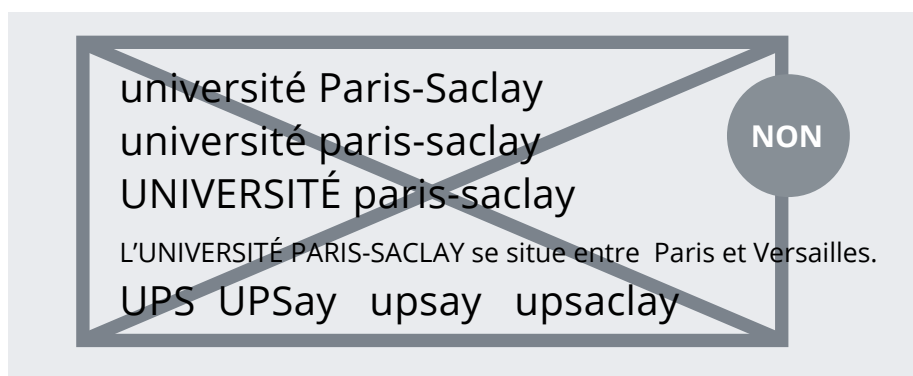 université Paris-Saclay
université paris-saclay
NON
UNIVERSITÉ paris-saclay
L’UNIVERSITÉ PARIS-SACLAY se situe entre Paris et Versailles.
UPS UPSay upsay upsaclay